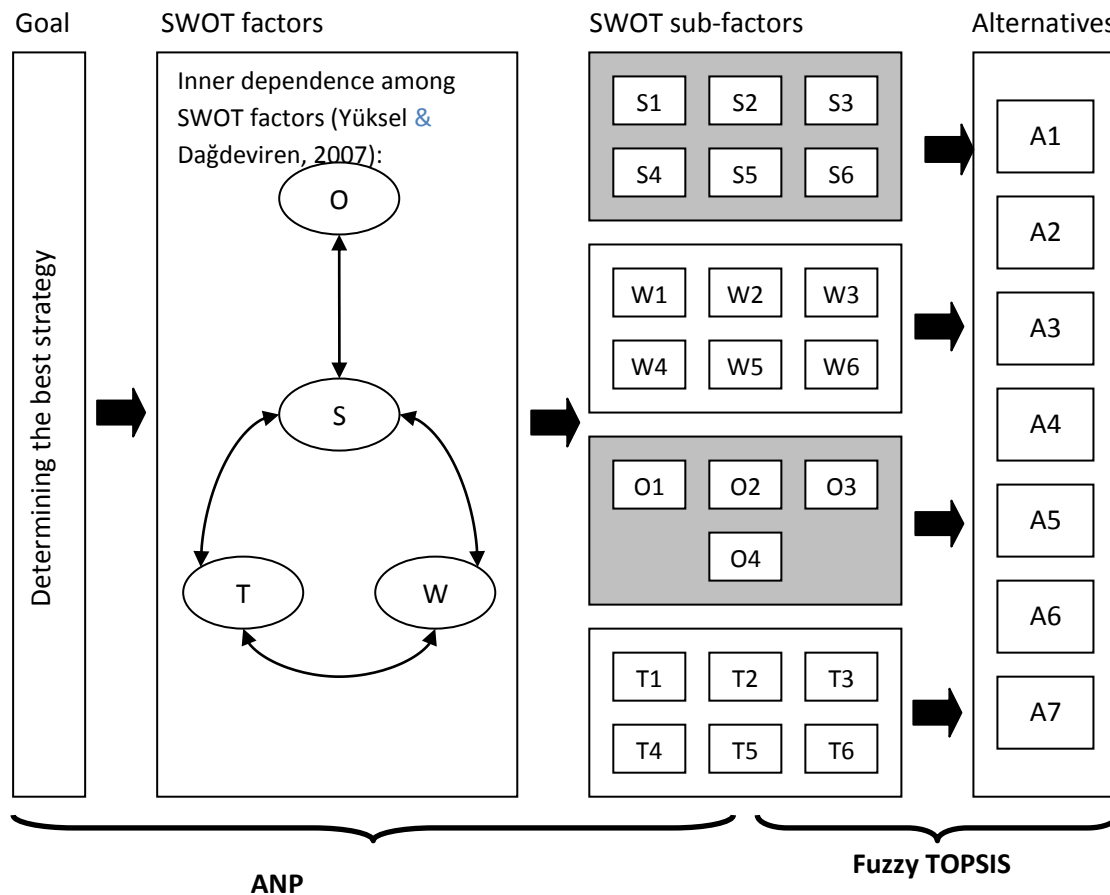 Goal
SWOT factors
SWOT sub-factors
Alternatives
Determining the best strategy
Inner dependence among
SWOT factors (Yüksel &
Dağdeviren, 2007):
O
S
T
W
S1 S2 S3
S4 S5 S6
W1 W2 W3
W4 W5 W6
O1 O2 O3
O4
T1 T2 T3
T4 T5 T6
A1
A2
A3
A4
A5
A6
A7
ANP
Fuzzy TOPSIS